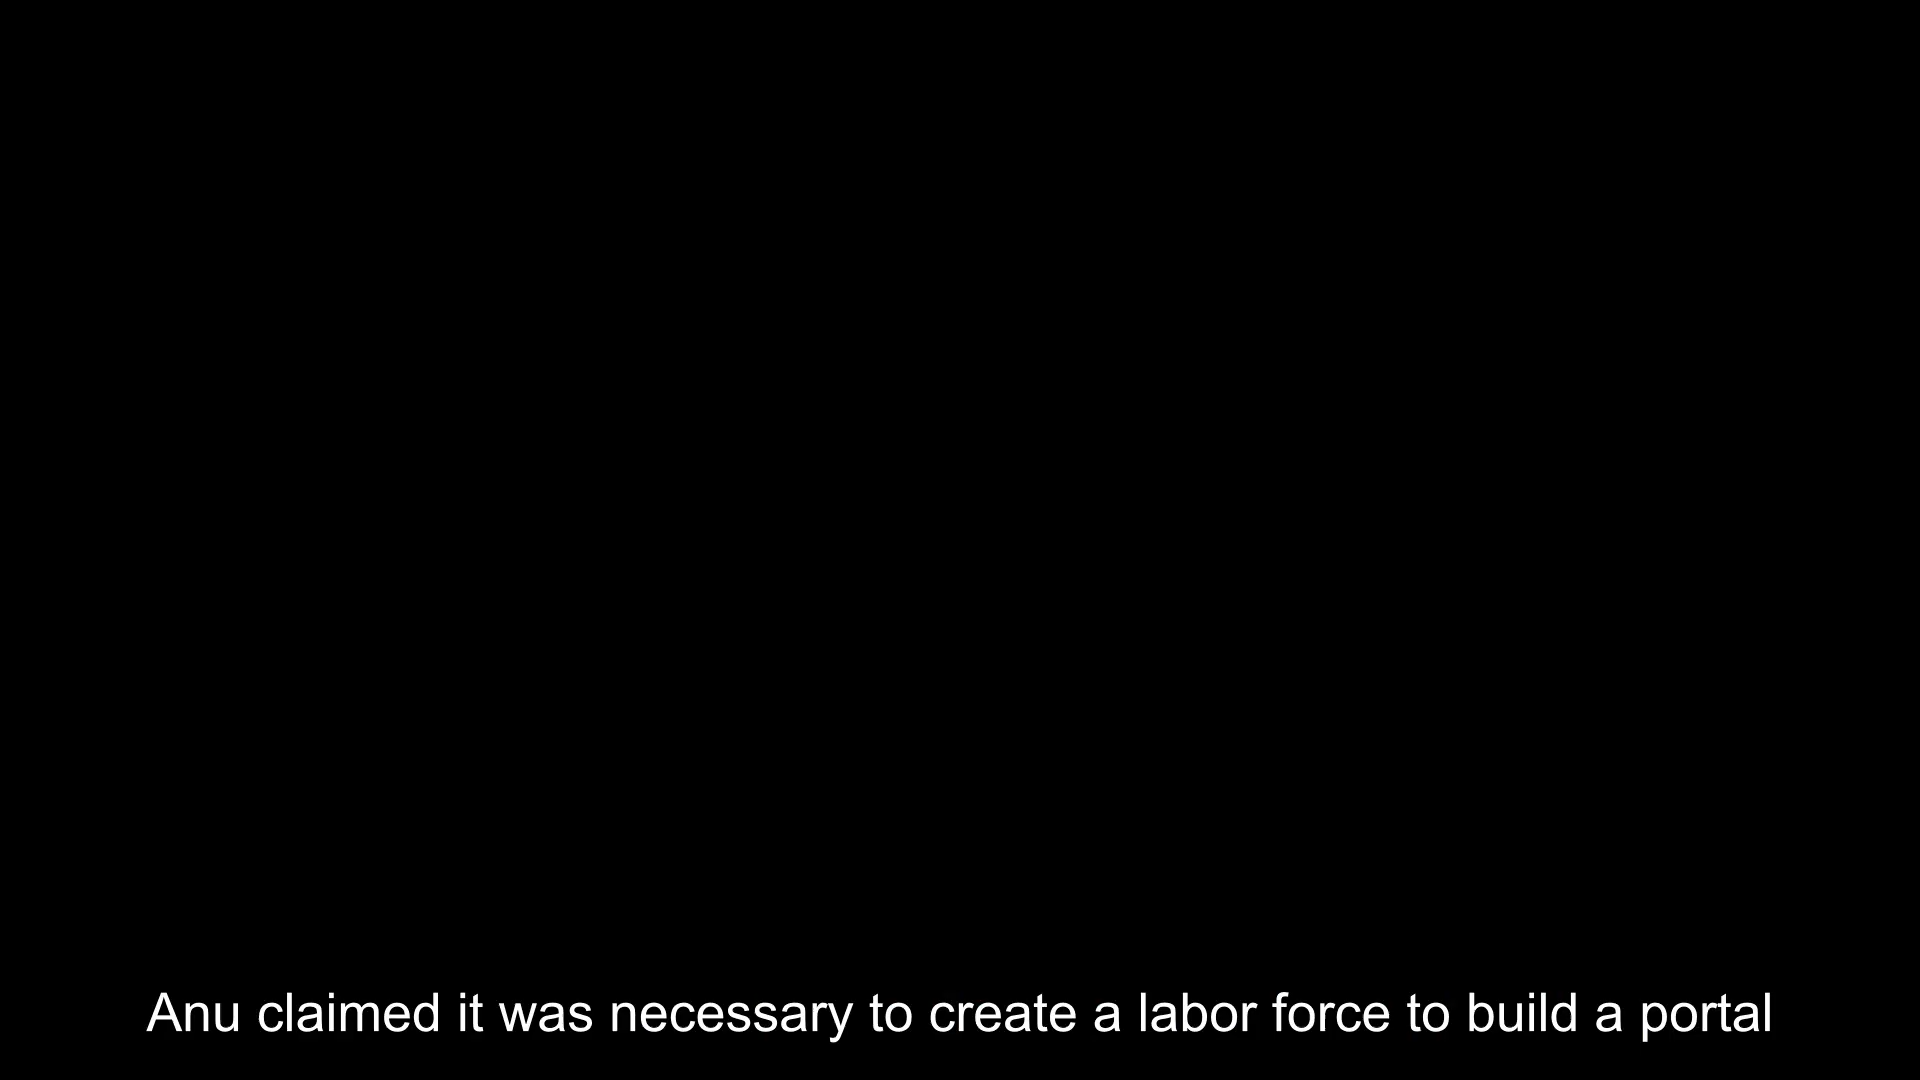 Anu claimed it was necessary to create a labor force to build a portal